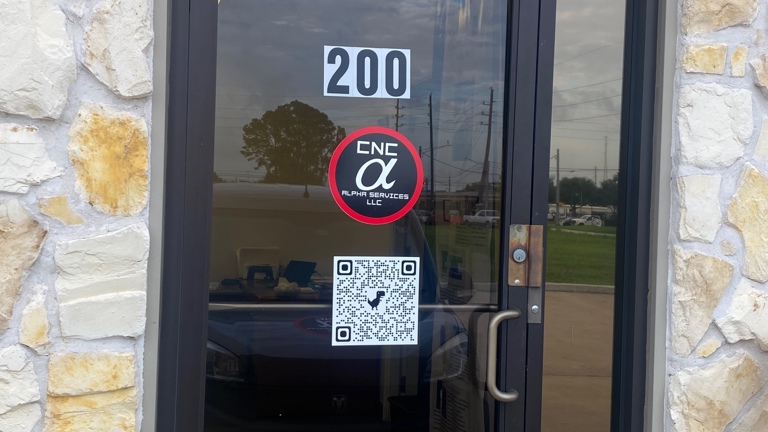 200
CNC
α
ALPHA SERVICES
LLC